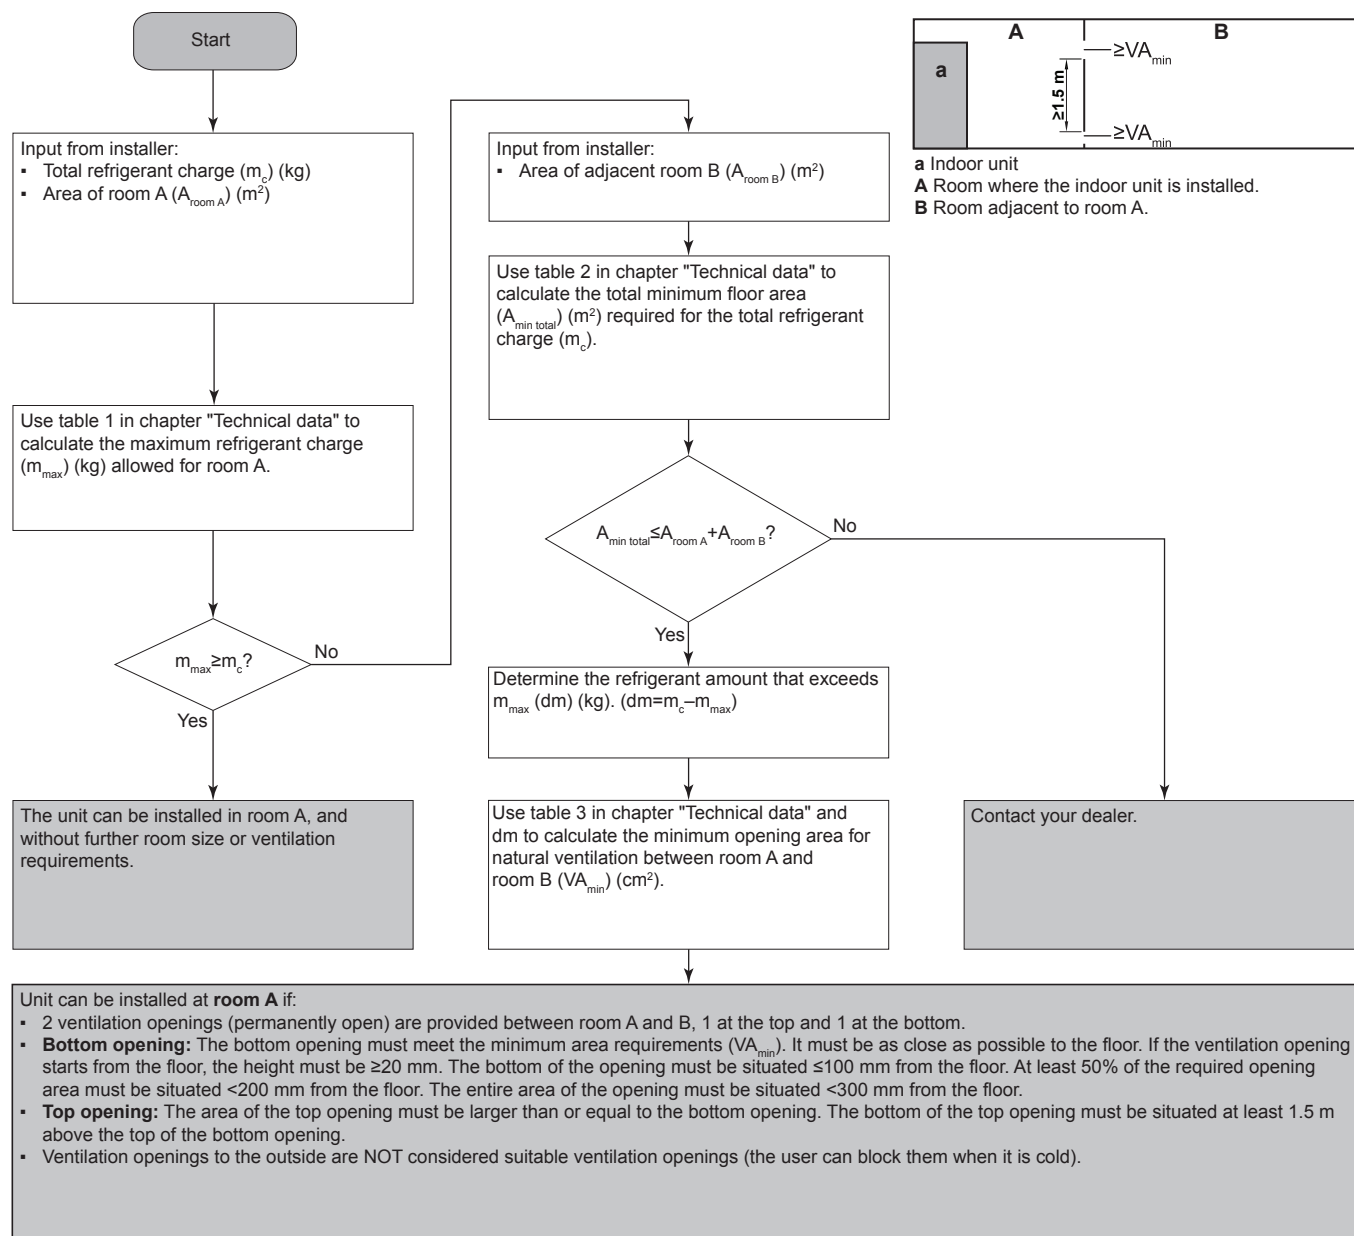 Start
Input from installer:
▪ Total refrigerant charge (mc) (kg)
▪ Area of room A (Aroom A) (m²)
Use table 1 in chapter "Technical data" to
calculate the maximum refrigerant charge
(mmax) (kg) allowed for room A.
mmax≥mc?
No
Yes
The unit can be installed in room A, and
without further room size or ventilation
requirements.
Input from installer:
▪ Area of adjacent room B (Aroom B) (m²)
Use table 2 in chapter "Technical data" to
calculate the total minimum floor area
(Amin total) (m²) required for the total refrigerant
charge (mc).
Amin total≤Aroom A+Aroom B?
No
Yes
Determine the refrigerant amount that exceeds
mmax (dm) (kg). (dm=mc–mmax)
Use table 3 in chapter "Technical data" and
dm to calculate the minimum opening area for
natural ventilation between room A and
room B (VAmin) (cm²).
Contact your dealer.
A
B
a
≥1.5 m
≥VAmin
≥VAmin
a Indoor unit
A Room where the indoor unit is installed.
B Room adjacent to room A.
Unit can be installed at room A if:
▪ 2 ventilation openings (permanently open) are provided between room A and B, 1 at the top and 1 at the bottom.
▪ Bottom opening: The bottom opening must meet the minimum area requirements (VAmin). It must be as close as possible to the floor. If the ventilation opening
starts from the floor, the height must be ≥20 mm. The bottom of the opening must be situated ≤100 mm from the floor. At least 50% of the required opening
area must be situated <200 mm from the floor. The entire area of the opening must be situated <300 mm from the floor.
▪ Top opening: The area of the top opening must be larger than or equal to the bottom opening. The bottom of the top opening must be situated at least 1.5 m
above the top of the bottom opening.
▪ Ventilation openings to the outside are NOT considered suitable ventilation openings (the user can block them when it is cold).